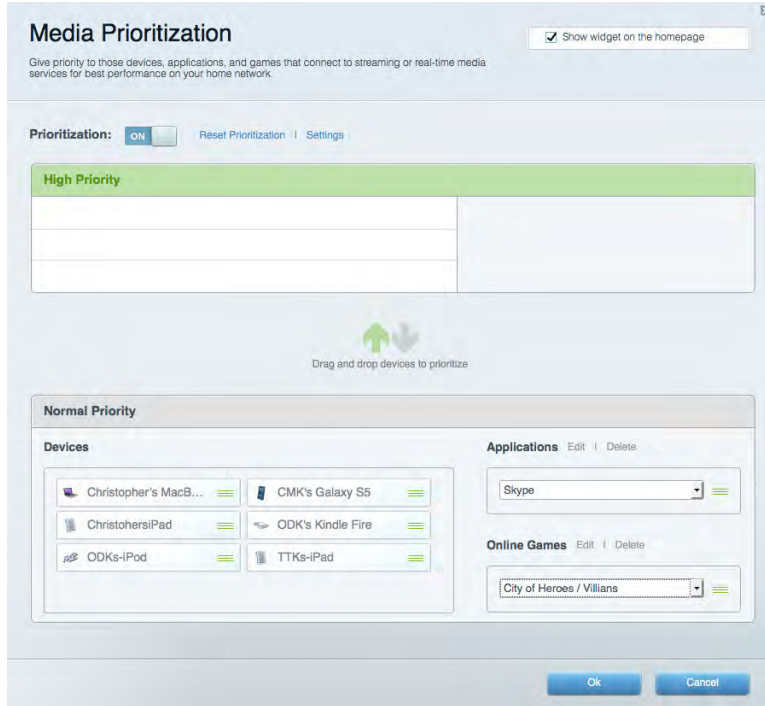 Media Prioritization
Show widget on the homepage
Give priority to those devices, applications, and games that connect to streaming or real-time media
services for best performance on your home network.
Prioritization: ON Reset Prioritization | Settings
High Priority
Drag and drop devices to prioritize
Normal Priority
Devices
Christopher's MacB...
CMK's Galaxy S5
ChristohersiPad
ODK's Kindle Fire
ODKs-iPod
TTKs-iPad
Applications Edit | Delete
Skype
Online Games Edit | Delete
City of Heroes / Villians
Ok
Cancel